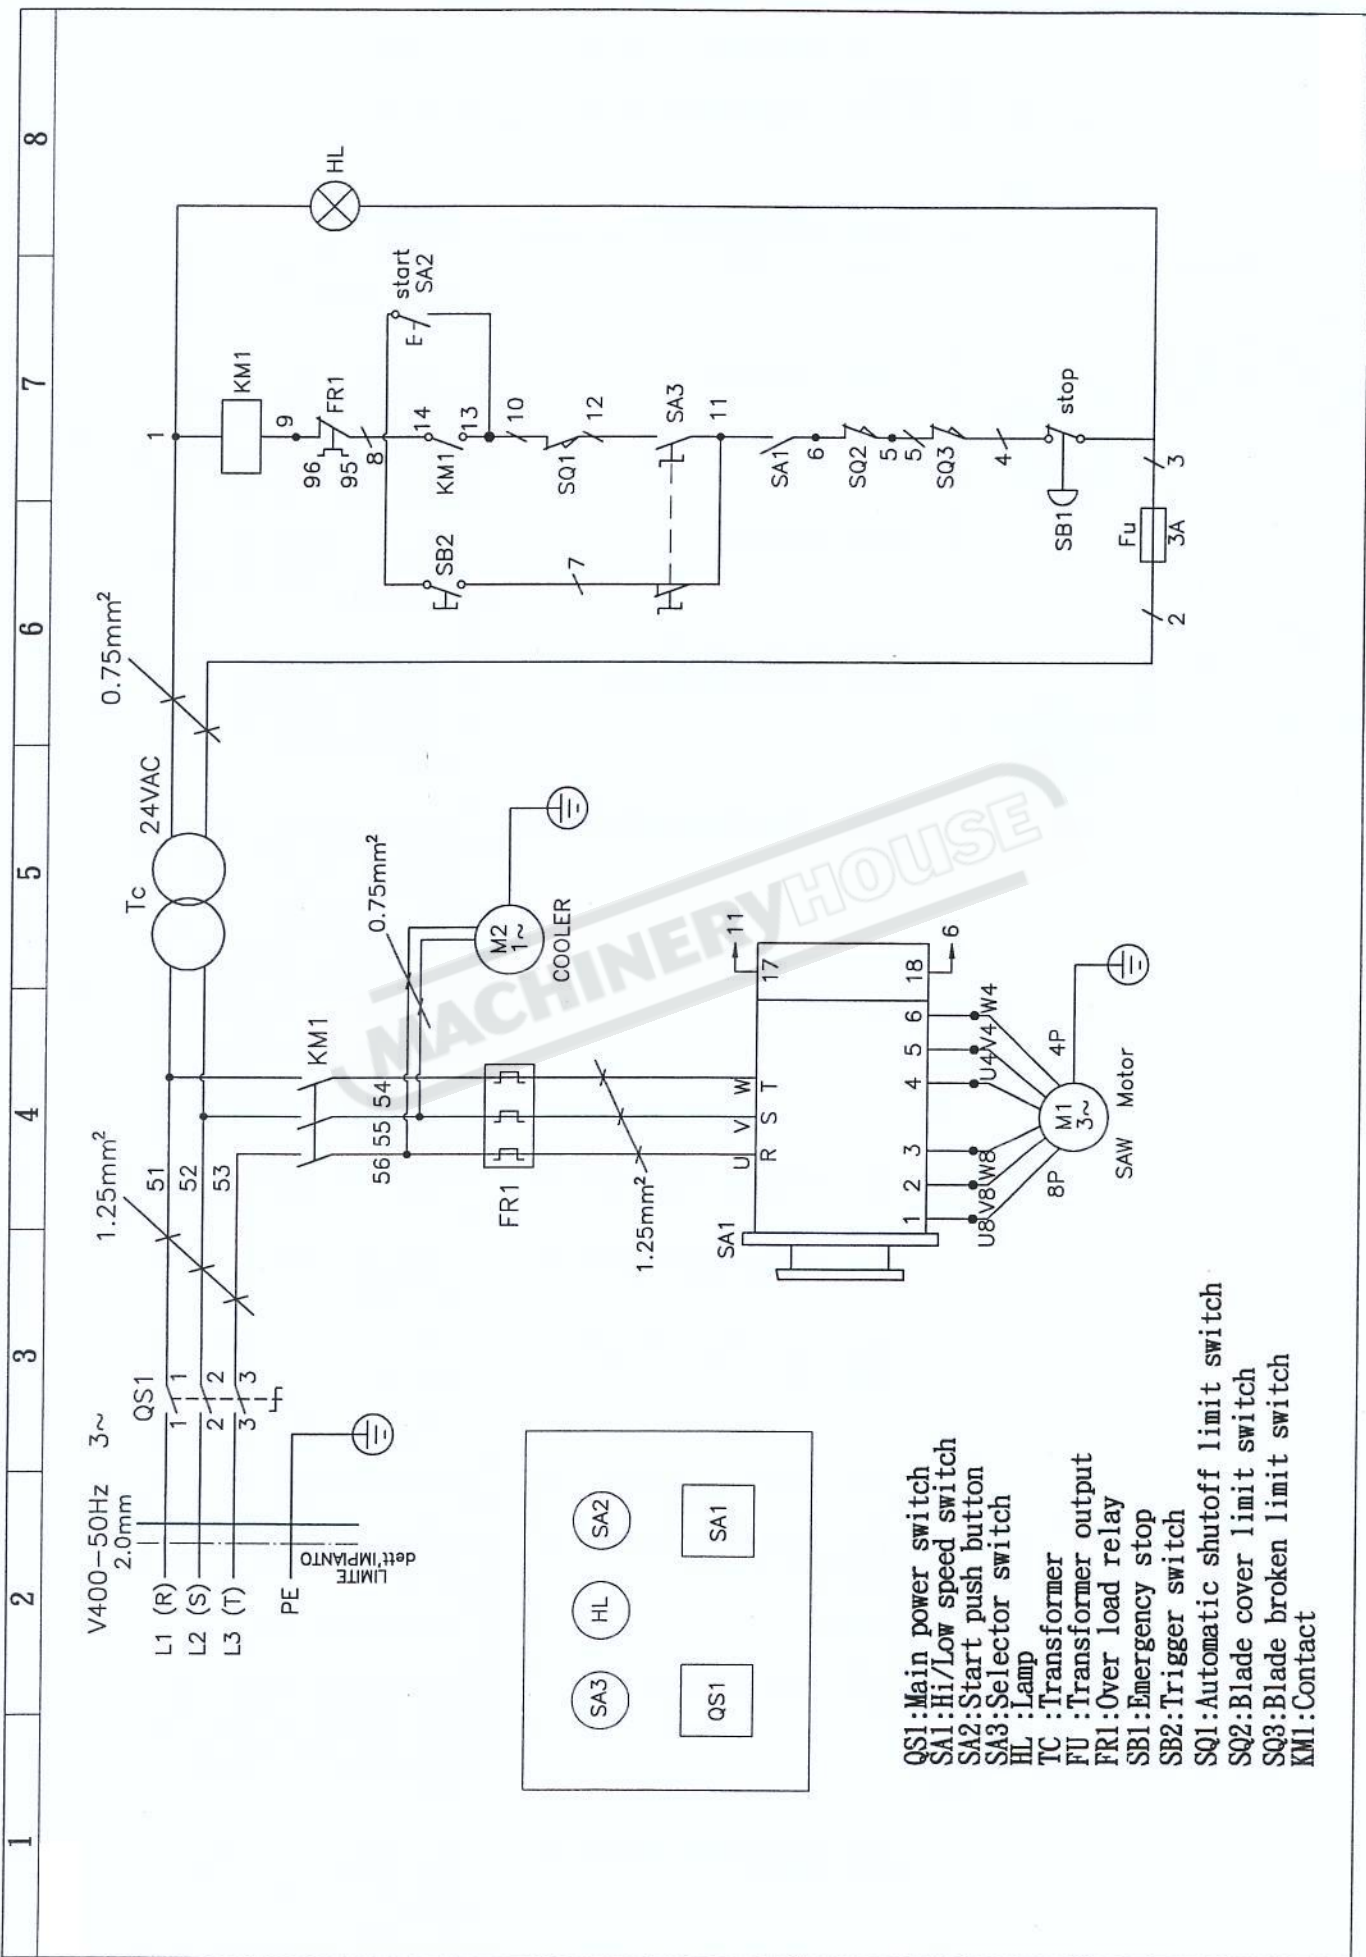 1
2
3
4
5
6
7
8
V400-50Hz 3~
2.0mm
L1 (R)
L2 (S)
L3 (T)
PE
LIMITE
dett'IMPIANTO
QS1
1 1
2 2
3 3
1.25mm²
51
52
53
Tc
24VAC
0.75mm²
KM1
56 55 54
FR1
1.25mm²
0.75mm²
M2
1~
COOLER
SA1
U V W
R S T
17
11
18
6
1 2 3 4 5 6
U8 V8 W8 U4 V4 W4
8P
4P
M1
3~
SAW Motor
1
KM1
9
96
FR1
95
8
start
SA2
E
14
KM1
13
SB2
10
SQ1
12
7
SA3
11
SA1
6
SQ2
5
5
SQ3
4
SB1
stop
Fu
3A
2
3
HL
SA3
HL
SA2
QS1
SA1
QS1:Main power switch
SA1:Hi/Low speed switch
SA2:Start push button
SA3:Selector switch
HL :Lamp
TC :Transformer
FU :Transformer output
FR1:Over load relay
SB1:Emergency stop
SB2:Trigger switch
SQ1:Automatic shutoff limit switch
SQ2:Blade cover limit switch
SQ3:Blade broken limit switch
KM1:Contact
MACHINERYHOUSE